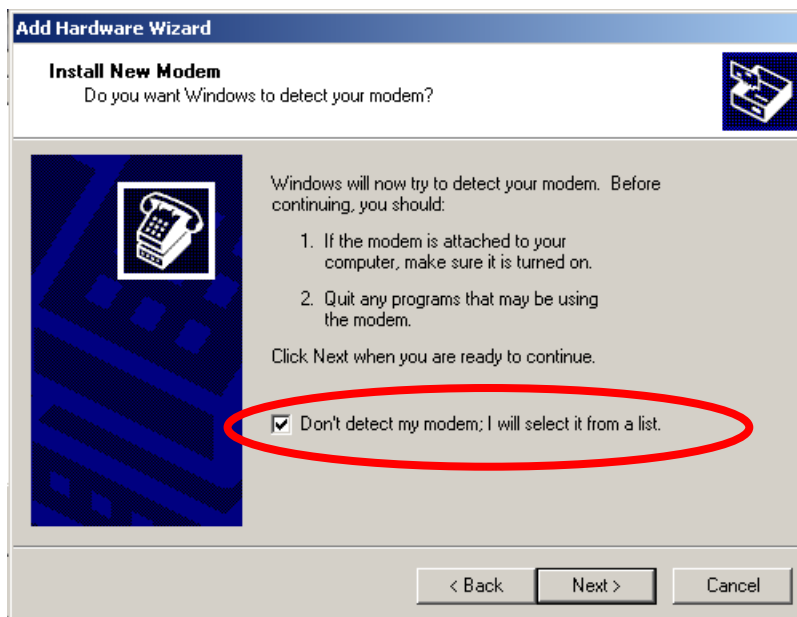 Add Hardware Wizard
Install New Modem
Do you want Windows to detect your modem?
Windows will now try to detect your modem. Before
continuing, you should:
1. If the modem is attached to your
computer, make sure it is turned on.
2. Quit any programs that may be using
the modem.
Click Next when you are ready to continue.
Don't detect my modem; I will select it from a list.
< Back Next > Cancel